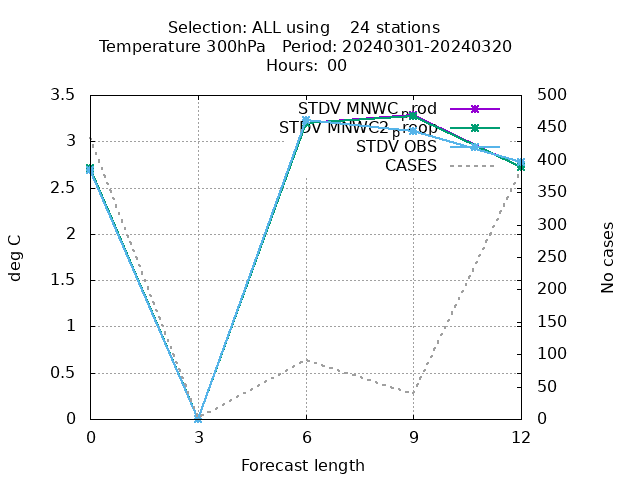 Selection: ALL using    24 stations
Temperature 300hPa   Period: 20240301-20240320
Hours:  00
STDV MNWC_prod
STDV MNWC2_preop
STDV OBS
CASES
3.5
3
2.5
2
1.5
1
0.5
0
500
450
400
350
300
250
200
150
100
50
0
deg C
No cases
0 3 6 9 12
Forecast length